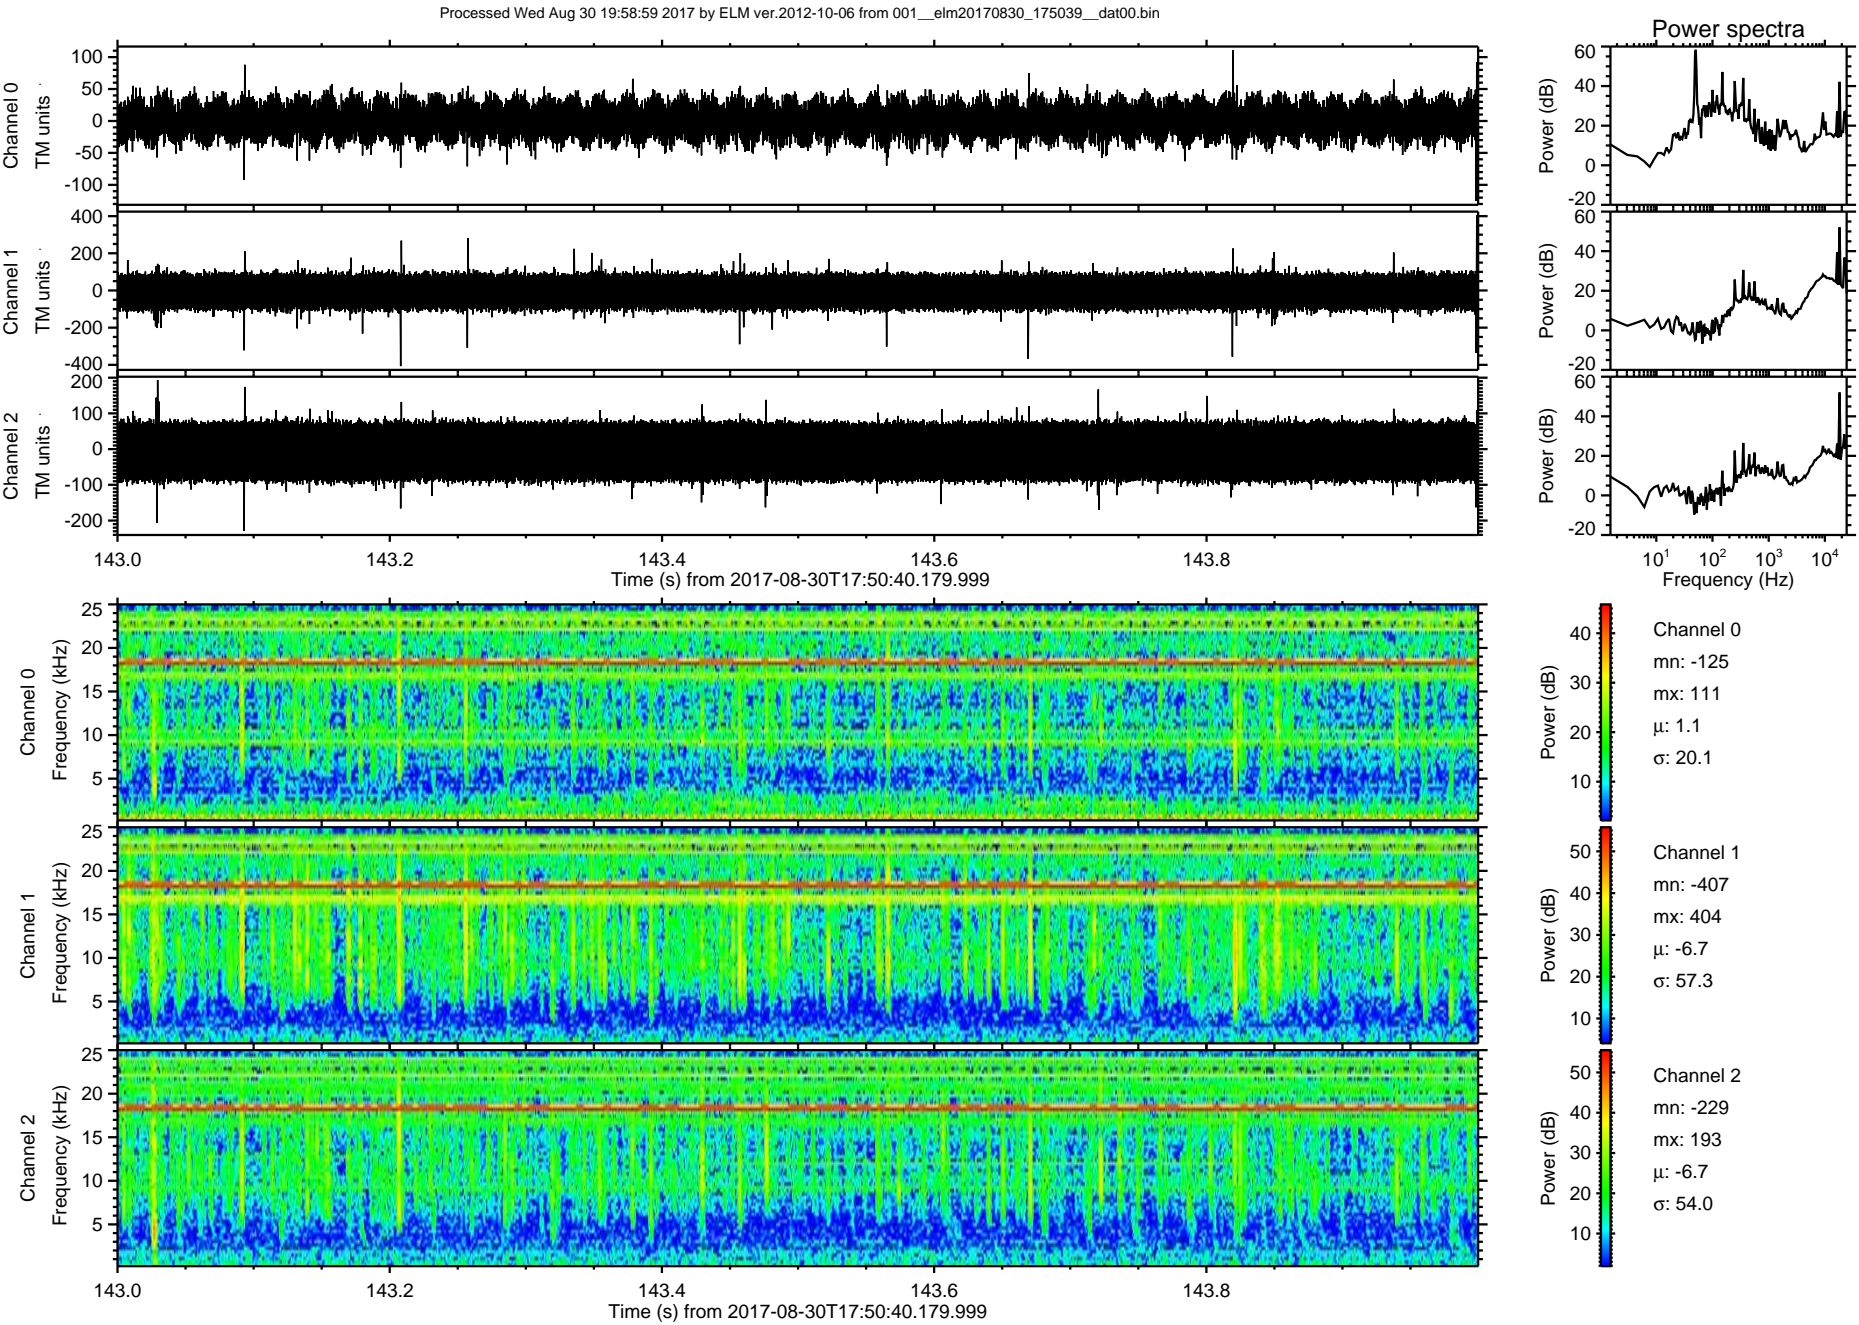 Processed Wed Aug 30 19:58:59 2017 by ELM ver.2012-10-06 from 001__elm20170830_175039__dat00.bin
Power spectra
Channel 0
TM units
100
50
0
-50
-100
Power (dB)
60
40
20
0
-20
Channel 1
TM units
400
200
0
-200
-400
Power (dB)
60
40
20
0
-20
Channel 2
TM units
200
100
0
-100
-200
Power (dB)
60
40
20
0
-20
143.0 143.2 143.4 143.6 143.8
Time (s) from 2017-08-30T17:50:40.179.999
10¹ 10² 10³ 10⁴
Frequency (Hz)
Channel 0
Frequency (kHz)
25
20
15
10
5
Power (dB)
40
30
20
10
Channel 0
mn: -125
mx: 111
μ: 1.1
σ: 20.1
Channel 1
Frequency (kHz)
25
20
15
10
5
Power (dB)
50
40
30
20
10
Channel 1
mn: -407
mx: 404
μ: -6.7
σ: 57.3
Channel 2
Frequency (kHz)
25
20
15
10
5
Power (dB)
50
40
30
20
10
Channel 2
mn: -229
mx: 193
μ: -6.7
σ: 54.0
143.0 143.2 143.4 143.6 143.8
Time (s) from 2017-08-30T17:50:40.179.999